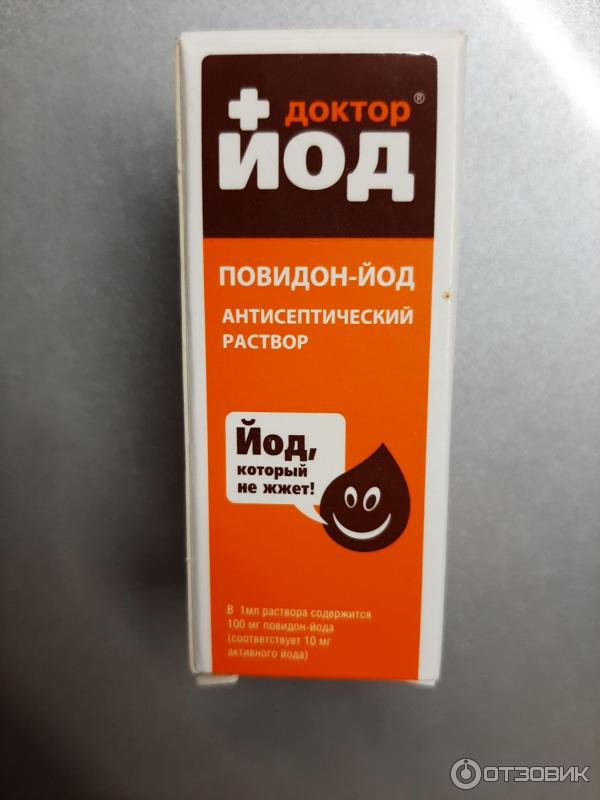 доктор®
йод
ПОВИДОН-ЙОД
АНТИСЕПТИЧЕСКИЙ
РАСТВОР
Йод,
который
не жжет!
В 1мл раствора содержится
100 мг повидон-йода
(соответствует 10 мг
активного йода)
ОТЗОВИК